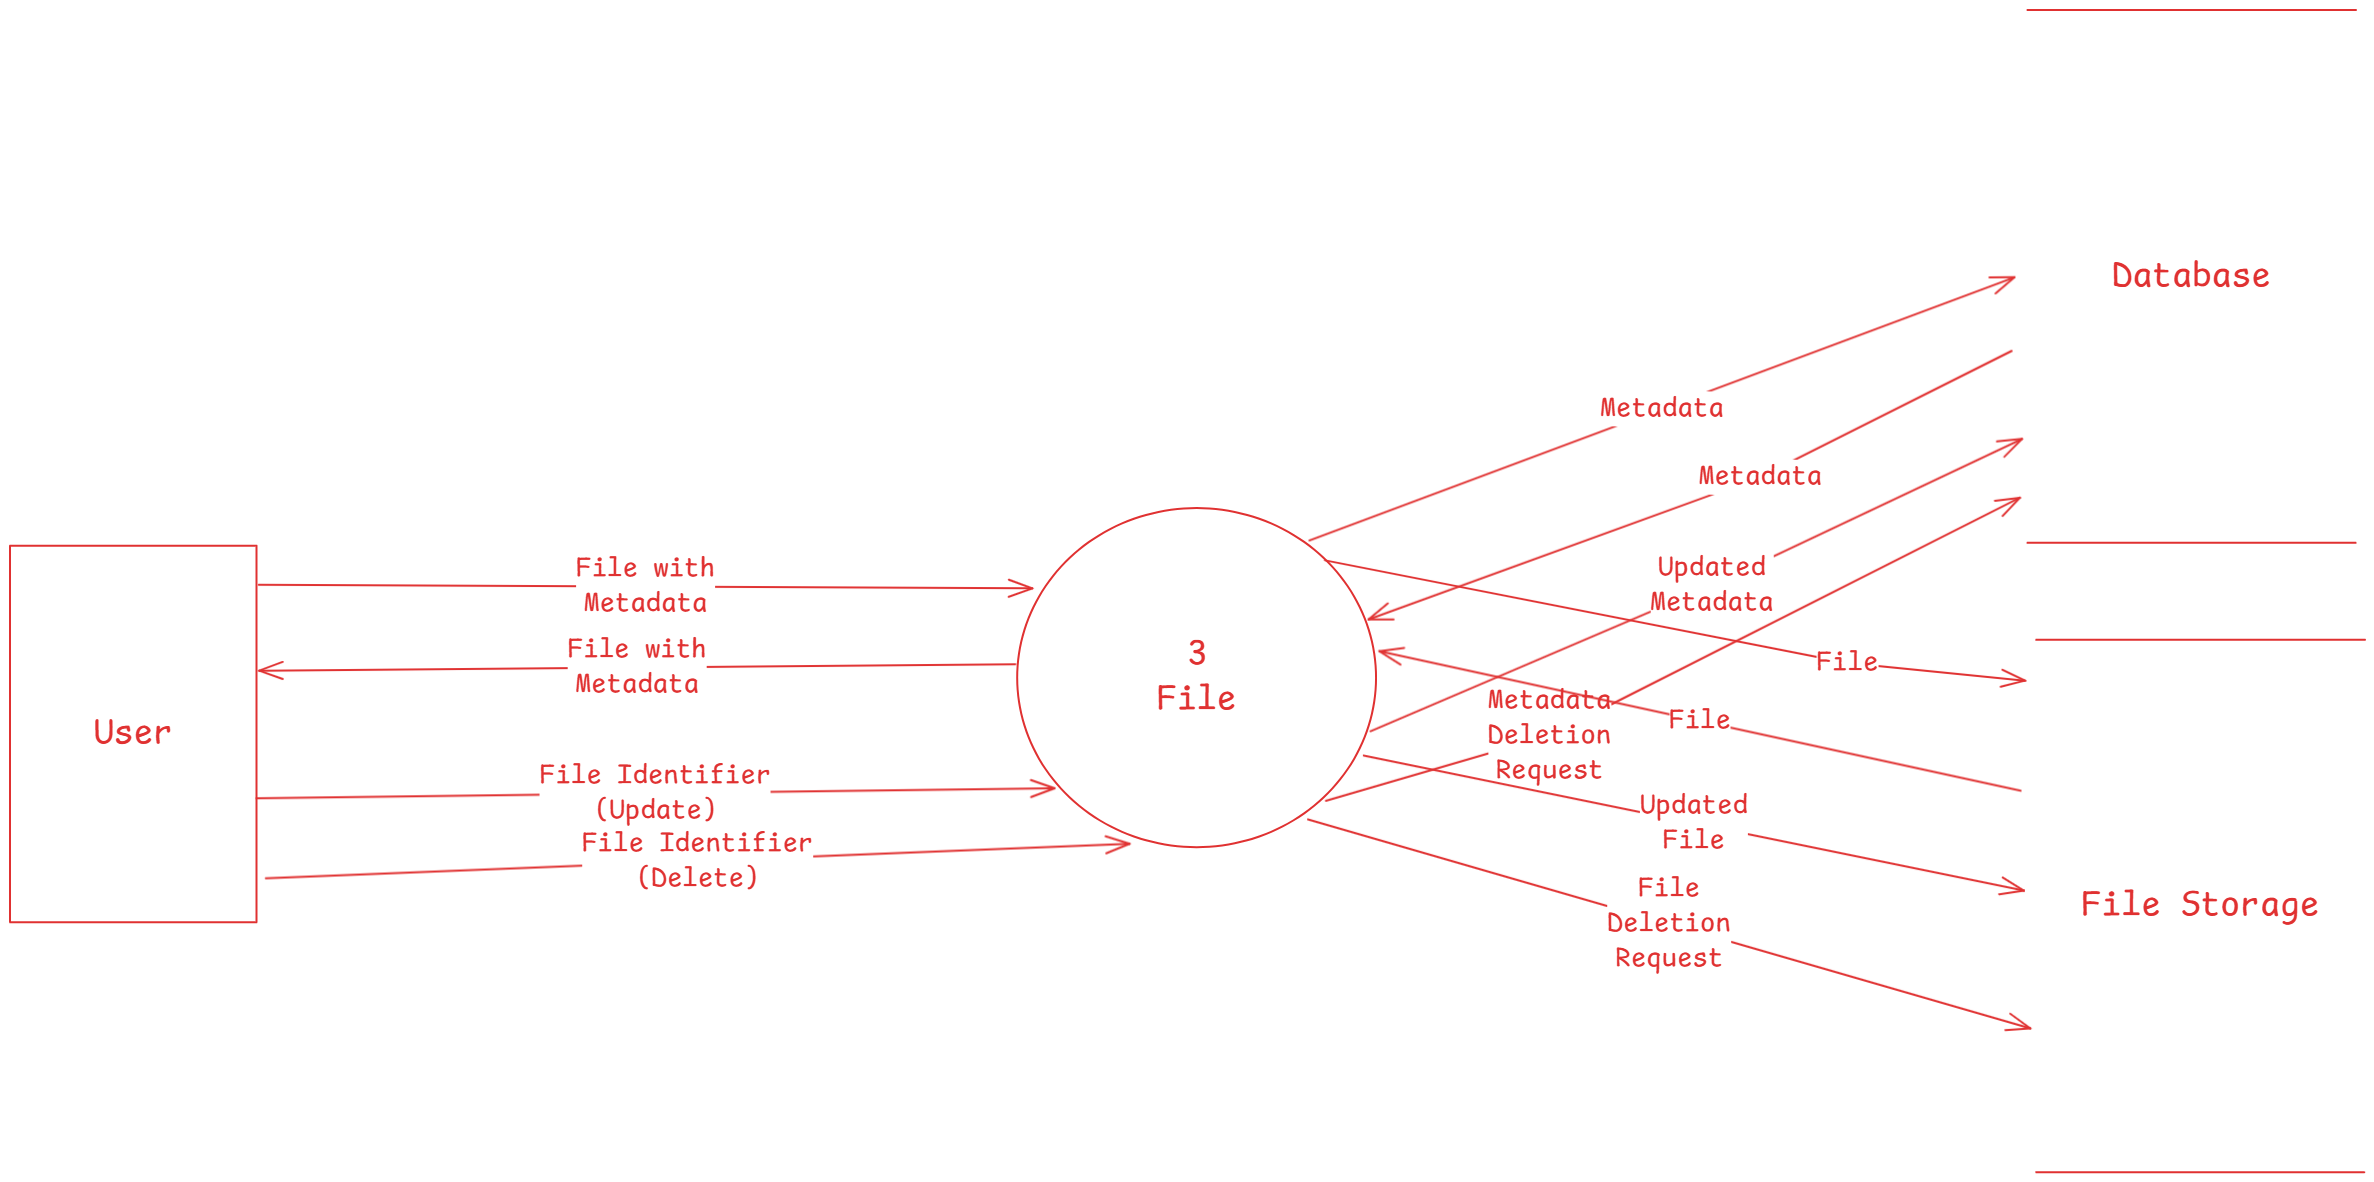 Database
Metadata
Metadata
Updated
Metadata
File with
Metadata
File with
Metadata
3
File
File
User
Metadata
Deletion
Request
File
File Identifier
(Update)
Updated
File
File Identifier
(Delete)
File
Deletion
Request
File Storage